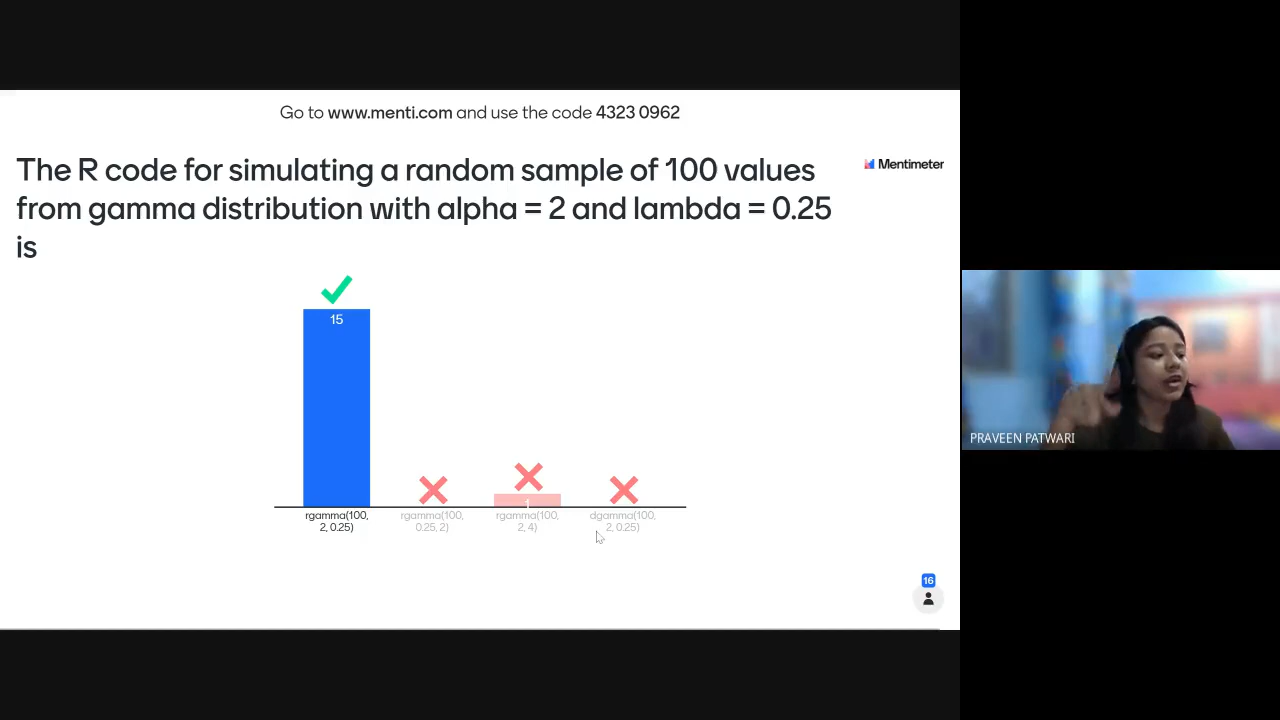 Go to www.menti.com and use the code 4323 0962
The R code for simulating a random sample of 100 values
from gamma distribution with alpha = 2 and lambda = 0.25
is
Mentimeter
15
1
rgamma(100,
2, 0.25)
rgamma(100,
0.25, 2)
rgamma(100,
2, 4)
dgamma(100,
2, 0.25)
16
PRAVEEN PATWARI